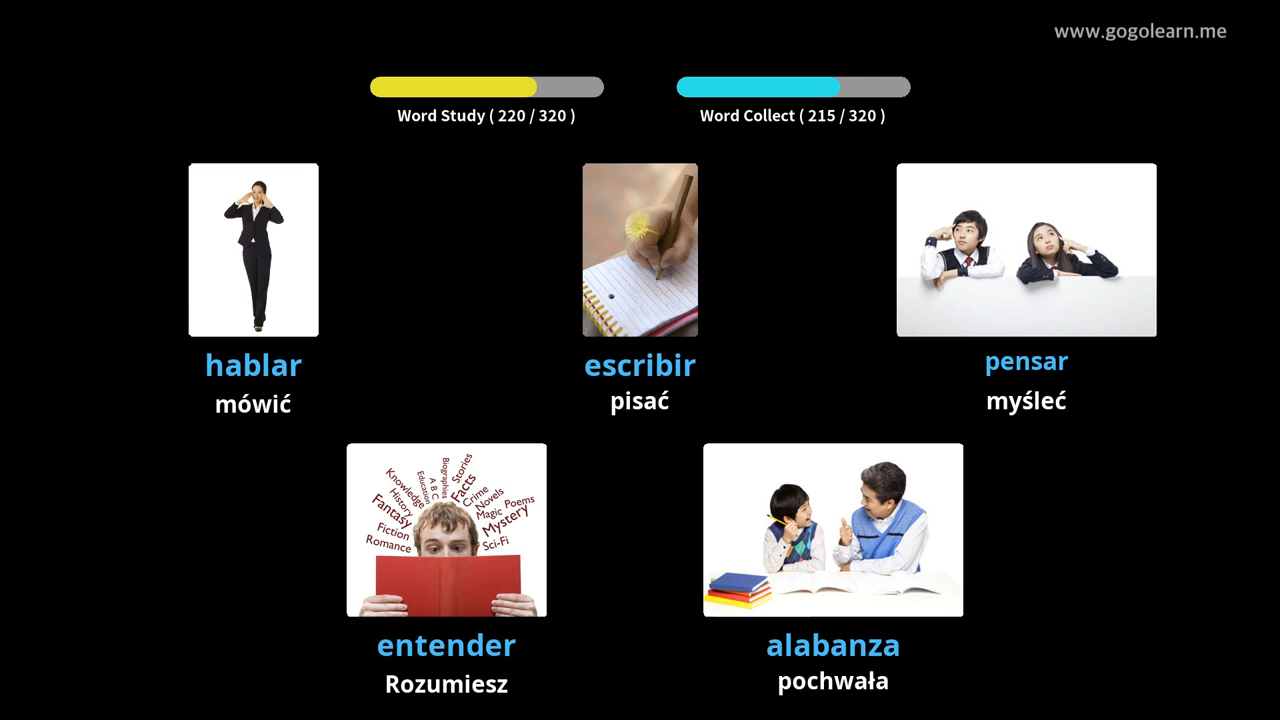 www.gogolearn.me
Word Study ( 220 / 320 )
Word Collect ( 215 / 320 )
hablar
mówić
escribir
pisać
pensar
myśleć
Knowledge
History
Fantasy
Fiction
Romance
Education
A B C
Biographies
Stories
Facts
Crime
Novels
Magic
Poems
Mystery
Sci-Fi
entender
Rozumiesz
alabanza
pochwała